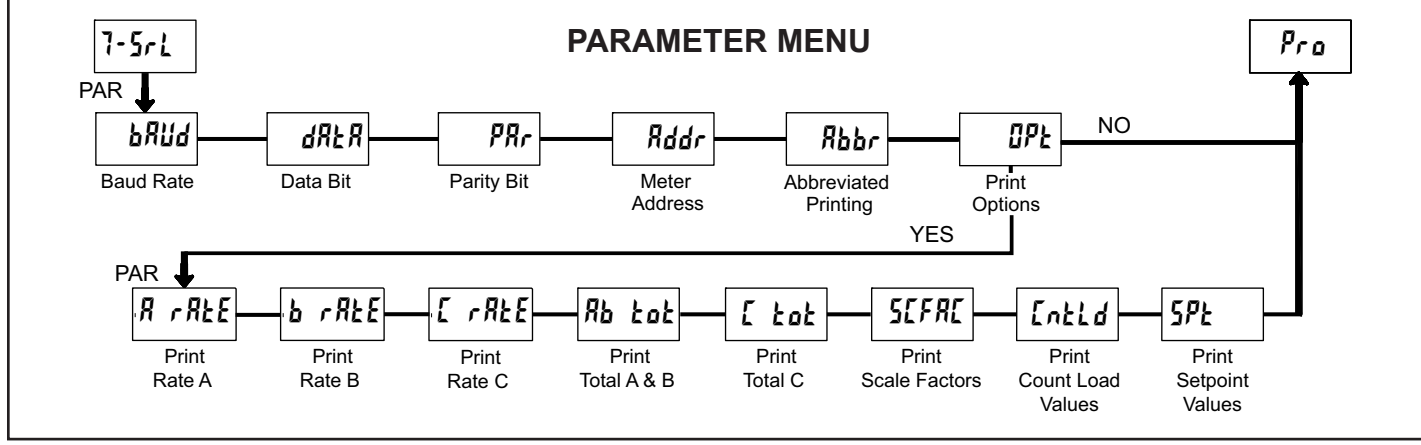 PARAMETER MENU
7-SrL
Pro
PAR
bAUd
dAtA
PAr
Addr
Abbr
OPt
NO
Baud Rate
Data Bit
Parity Bit
Meter
Address
Abbreviated
Printing
Print
Options
YES
PAR
A rAtE
b rAtE
C rAtE
Ab tot
C tot
SCFAC
CntLd
SPt
Print
Rate A
Print
Rate B
Print
Rate C
Print
Total A & B
Print
Total C
Print
Scale Factors
Print
Count Load
Values
Print
Setpoint
Values